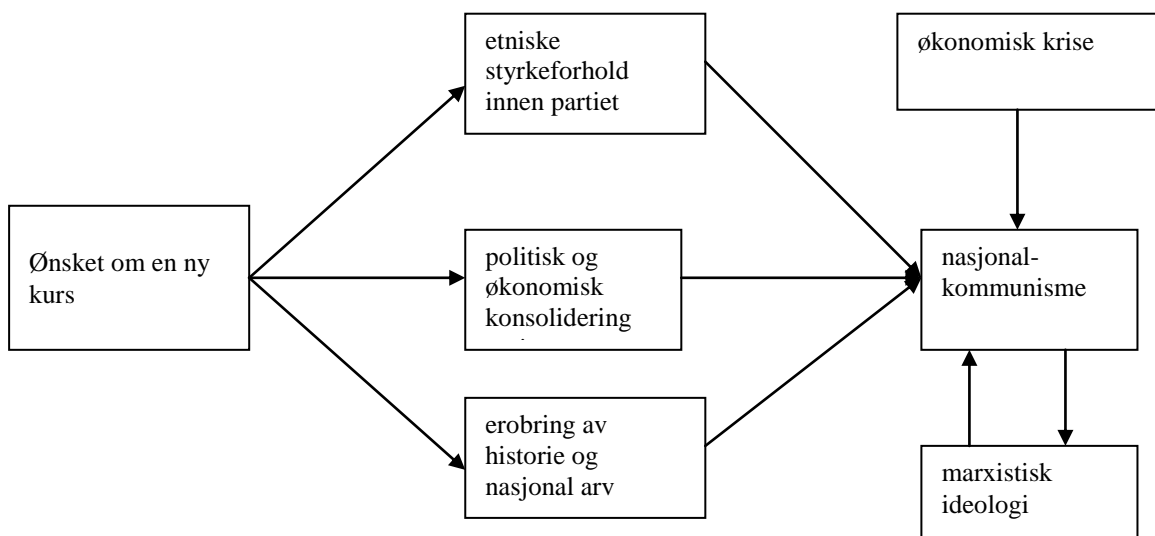 Ønsket om en ny
kurs
etniske
styrkeforhold
innen partiet
politisk og
økonomisk
konsolidering
erobring av
historie og
nasjonal arv
økonomisk krise
nasjonal-
kommunisme
marxistisk
ideologi